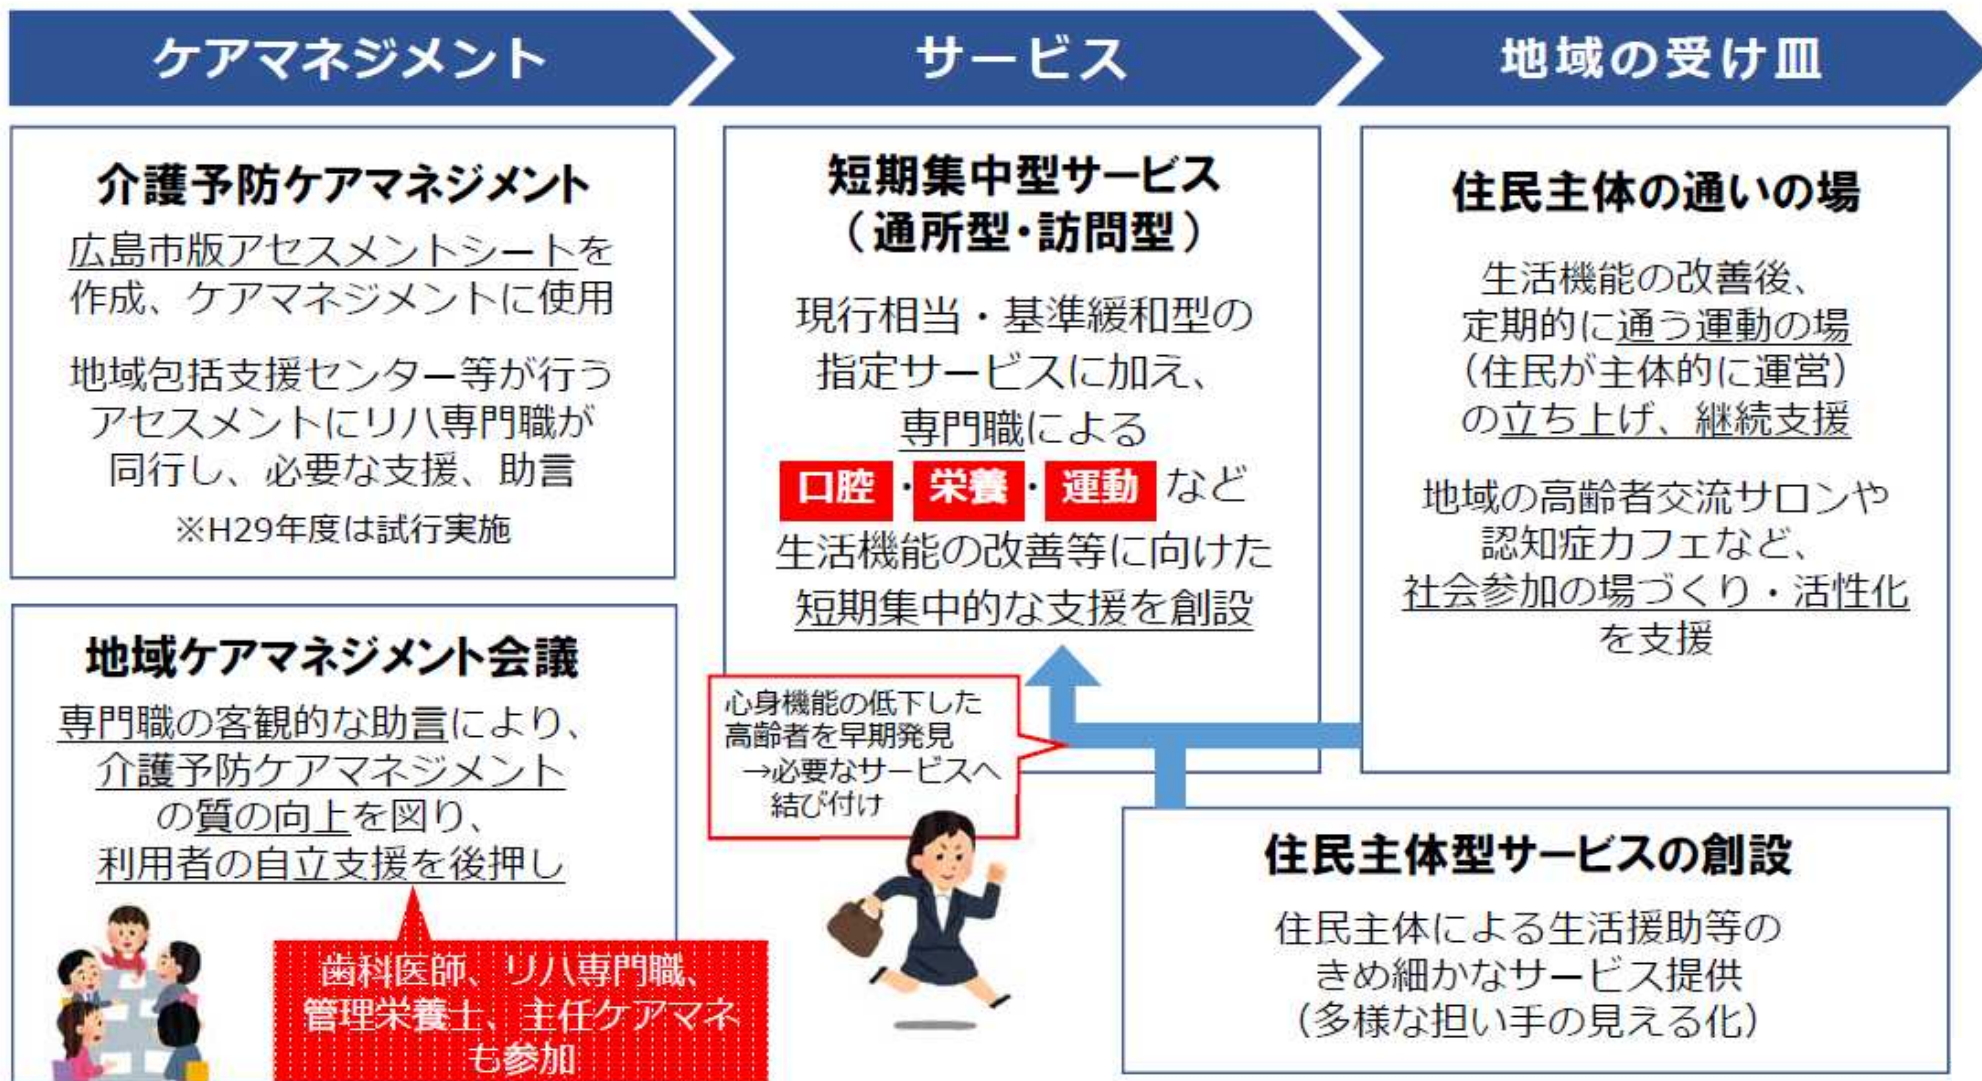 ケアマネジメント
サービス
地域の受け皿
介護予防ケアマネジメント
広島市版アセスメントシートを
作成、ケアマネジメントに使用
地域包括支援センター等が行う
アセスメントにリハ専門職が
同行し、必要な支援、助言
※H29年度は試行実施
地域ケアマネジメント会議
専門職の客観的な助言により、
介護予防ケアマネジメント
の質の向上を図り、
利用者の自立支援を後押し
歯科医師、リハ専門職、
管理栄養士、主任ケアマネ
も参加
短期集中型サービス
（通所型・訪問型）
現行相当・基準緩和型の
指定サービスに加え、
専門職による
口腔・栄養・運動 など
生活機能の改善等に向けた
短期集中的な支援を創設
心身機能の低下した
高齢者を早期発見
→必要なサービスへ
結び付け
住民主体の通いの場
生活機能の改善後、
定期的に通う運動の場
（住民が主体的に運営）
の立ち上げ、継続支援
地域の高齢者交流サロンや
認知症カフェなど、
社会参加の場づくり・活性化
を支援
住民主体型サービスの創設
住民主体による生活援助等の
きめ細かなサービス提供
（多様な担い手の見える化）